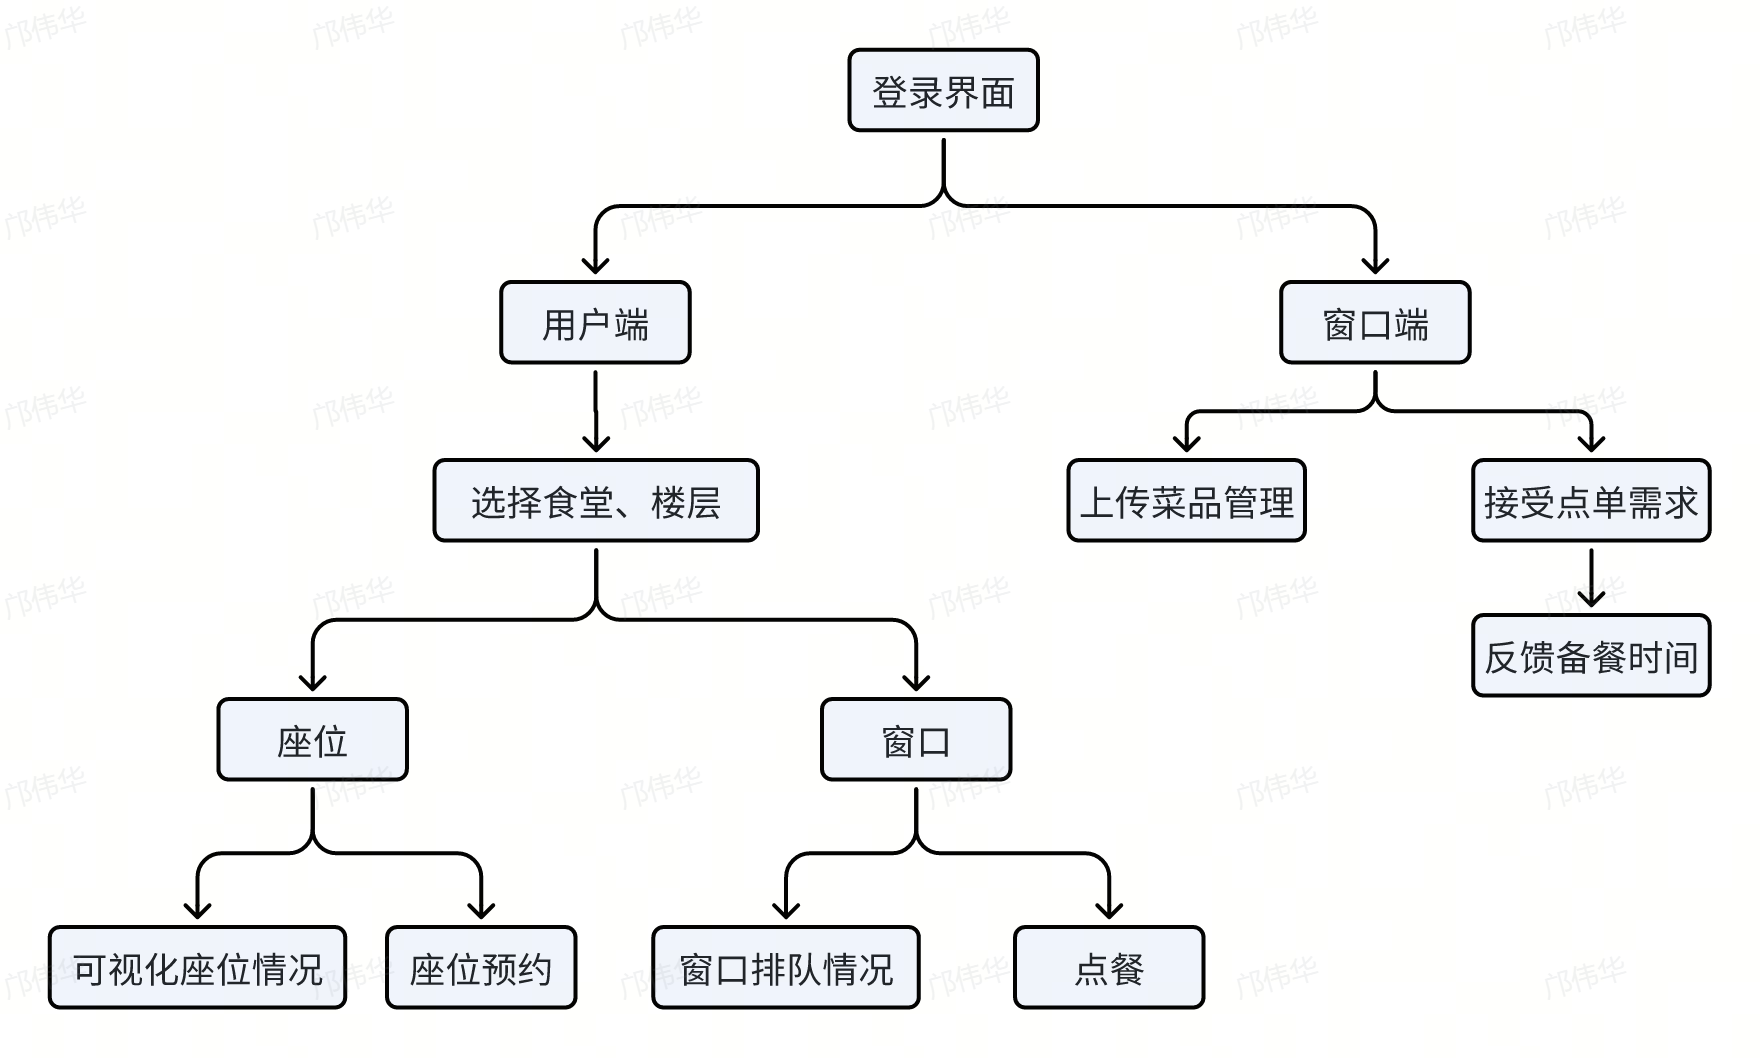 登录界面
用户端
窗口端
选择食堂、楼层
上传菜品管理
接受点单需求
反馈备餐时间
座位
窗口
可视化座位情况
座位预约
窗口排队情况
点餐
邝伟华